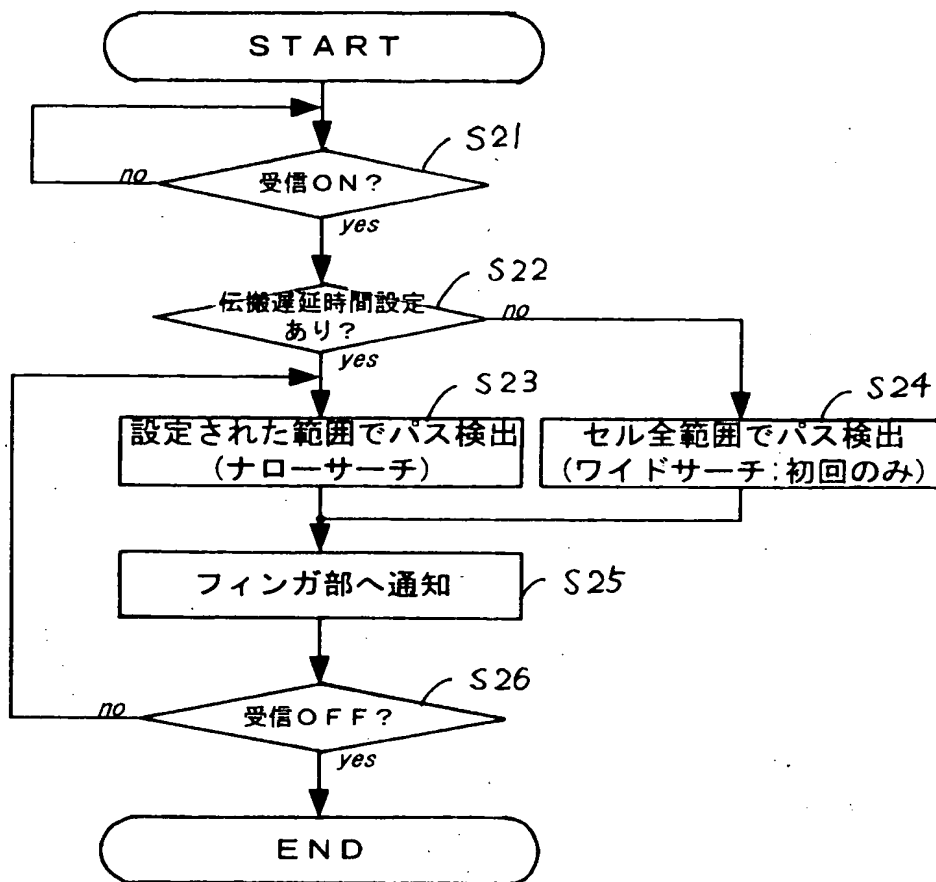 START
S21
受信ON?
no
yes
S22
伝搬遅延時間設定
あり?
no
yes
S23
S24
設定された範囲でパス検出
(ナローサーチ)
セル全範囲でパス検出
(ワイドサーチ:初回のみ)
フィンガ部へ通知
S25
S26
受信OFF?
no
yes
END